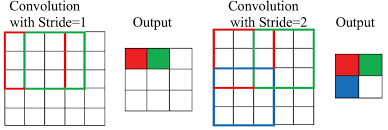 Convolution
with Stride=1
Output
Convolution
with Stride=2
Output